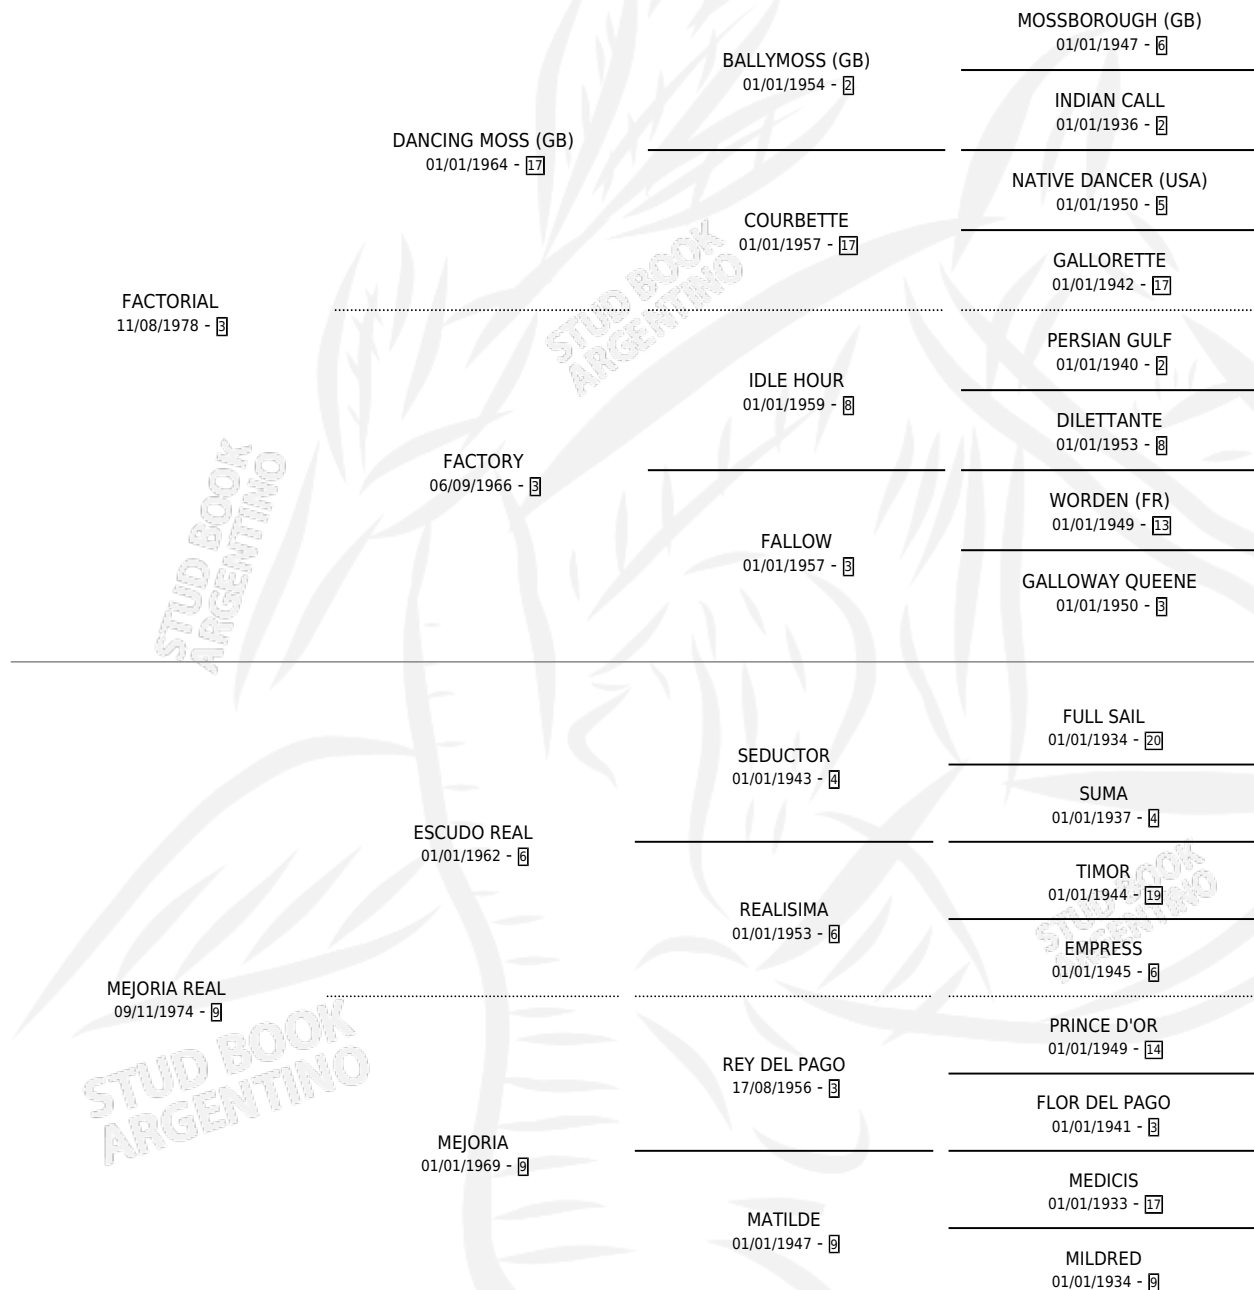 MOSSBOROUGH (GB)
01/01/1947 - 6
BALLYMOSS (GB)
01/01/1954 - 2
INDIAN CALL
01/01/1936 - 2
DANCING MOSS (GB)
01/01/1964 - 17
NATIVE DANCER (USA)
01/01/1950 - 5
COURBETTE
01/01/1957 - 17
GALLORETTE
01/01/1942 - 17
FACTORIAL
11/08/1978 - 3
STUD BOOK
ARGENTINO
PERSIAN GULF
01/01/1940 - 2
IDLE HOUR
01/01/1959 - 8
DILETTANTE
01/01/1953 - 8
FACTORY
06/09/1966 - 3
WORDEN (FR)
01/01/1949 - 13
FALLOW
01/01/1957 - 3
GALLOWAY QUEENE
01/01/1950 - 3
STUD BOOK
ARGENTINO
FULL SAIL
01/01/1934 - 20
SEDUCTOR
01/01/1943 - 4
SUMA
01/01/1937 - 4
ESCUDO REAL
01/01/1962 - 6
TIMOR
01/01/1944 - 19
REALISIMA
01/01/1953 - 6
STUD BOOK
ARGENTINO
EMPRESS
01/01/1945 - 6
MEJORIA REAL
09/11/1974 - 9
STUD BOOK
ARGENTINO
PRINCE D'OR
01/01/1949 - 14
REY DEL PAGO
17/08/1956 - 3
FLOR DEL PAGO
01/01/1941 - 3
MEJORIA
01/01/1969 - 9
MEDICIS
01/01/1933 - 17
MATILDE
01/01/1947 - 9
MILDRED
01/01/1934 - 9